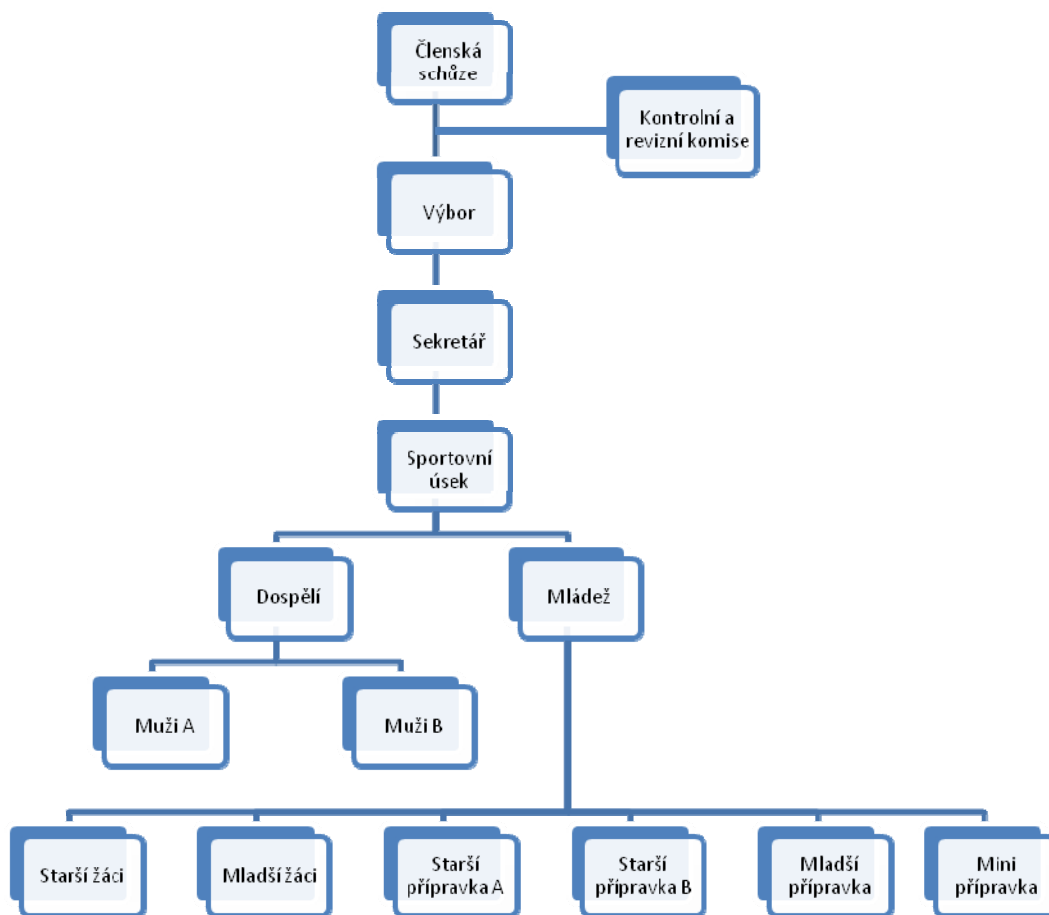 Členská
schůze
Kontrolní a
revizní komise
Výbor
Sekretář
Sportovní
úsek
Dospělí
Mládež
Muži A
Muži B
Starší žáci
Mladší žáci
Starší
přípravka A
Starší
přípravka B
Mladší
přípravka
Mini
přípravka